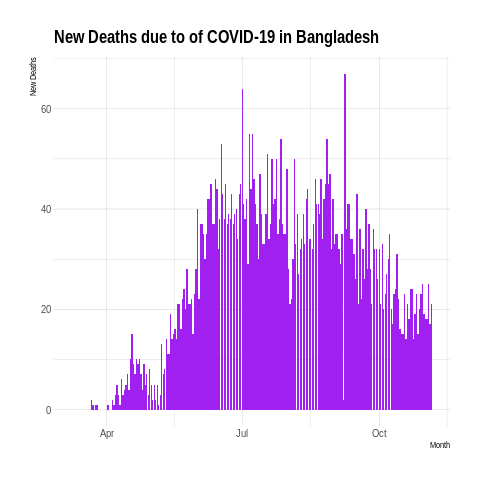 New Deaths due to of COVID-19 in Bangladesh
New Deaths
60
40
20
0
Apr Jul Oct
Month